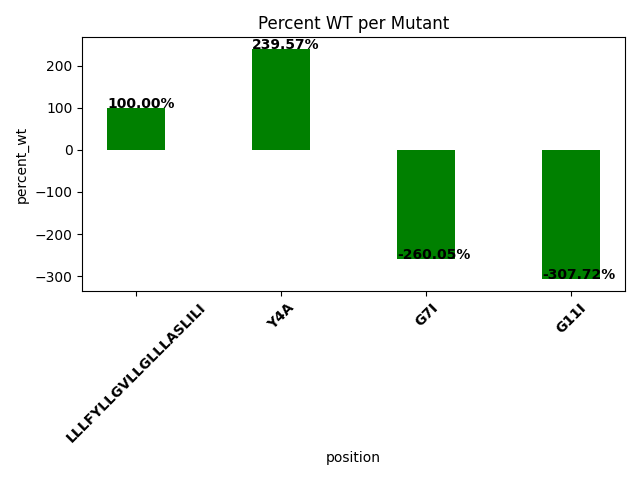 Percent WT per Mutant
percent_wt
200
100
0
−100
−200
−300
100.00%
239.57%
-260.05%
-307.72%
LLLFYLLGVLLGLLLASLILI
Y4A
G7I
G11I
position